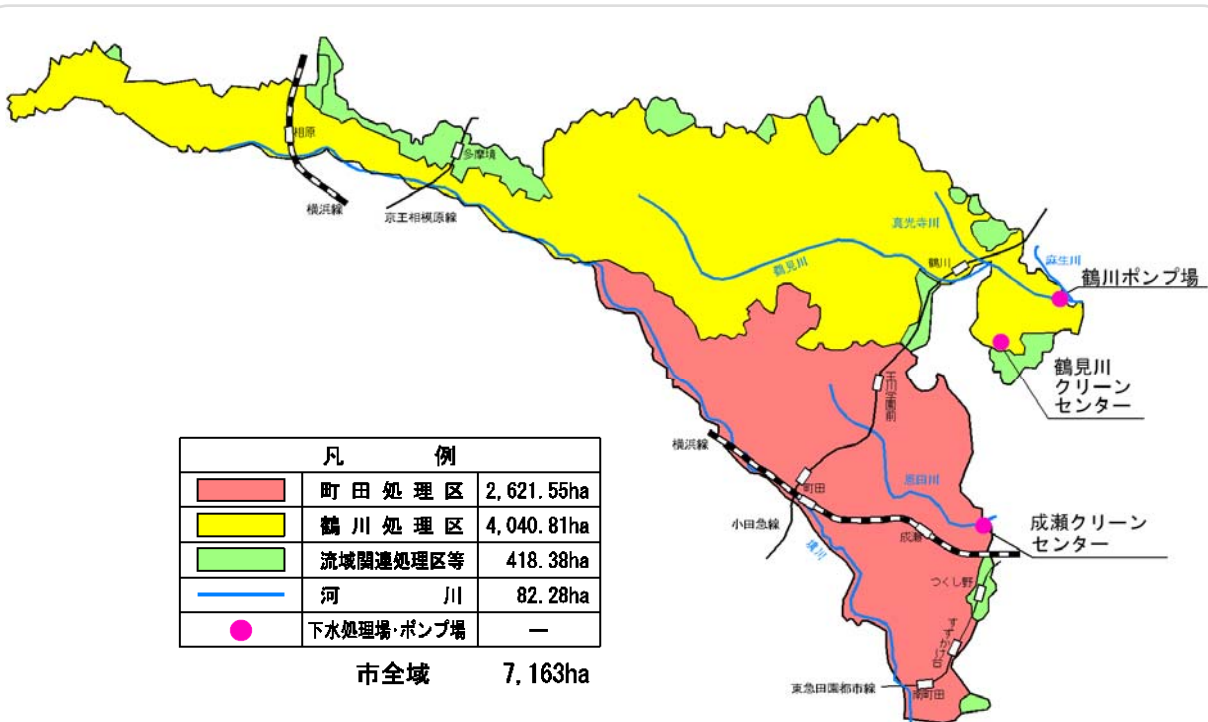 相原
横浜線
多摩境
京王相模原線
真光寺川
鶴見川
鶴川
麻生川
鶴川ポンプ場
鶴見川
クリーン
センター
玉川学園前
横浜線
町田
恩田川
小田急線
境川
成瀬
成瀬クリーン
センター
つくし野
すずかけ台
東急田園都市線
南町田
凡 例
町田処理区 2,621.55ha
鶴川処理区 4,040.81ha
流域関連処理区等 418.38ha
河 川 82.28ha
下水処理場・ポンプ場 ―
市全域 7,163ha